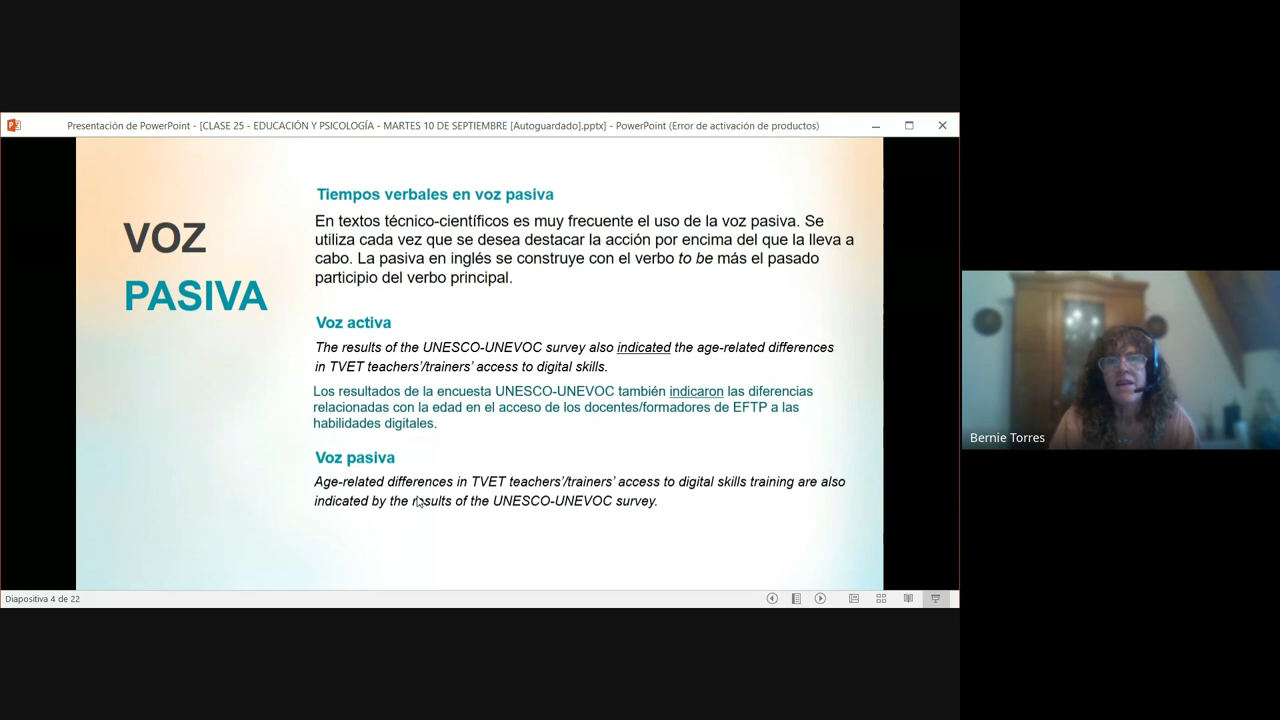 Presentación de PowerPoint - [CLASE 25 - EDUCACIÓN Y PSICOLOGÍA - MARTES 10 DE SEPTIEMBRE [Autoguardado].pptx] - PowerPoint (Error de activación de productos)
VOZ
PASIVA
Tiempos verbales en voz pasiva
En textos técnico-científicos es muy frecuente el uso de la voz pasiva. Se
utiliza cada vez que se desea destacar la acción por encima del que la lleva a
cabo. La pasiva en inglés se construye con el verbo to be más el pasado
participio del verbo principal.
Voz activa
The results of the UNESCO-UNEVOC survey also indicated the age-related differences
in TVET teachers'/trainers' access to digital skills.
Los resultados de la encuesta UNESCO-UNEVOC también indicaron las diferencias
relacionadas con la edad en el acceso de los docentes/formadores de EFTP a las
habilidades digitales.
Voz pasiva
Age-related differences in TVET teachers'/trainers' access to digital skills training are also
indicated by the results of the UNESCO-UNEVOC survey.
Diapositiva 4 de 22
Bernie Torres